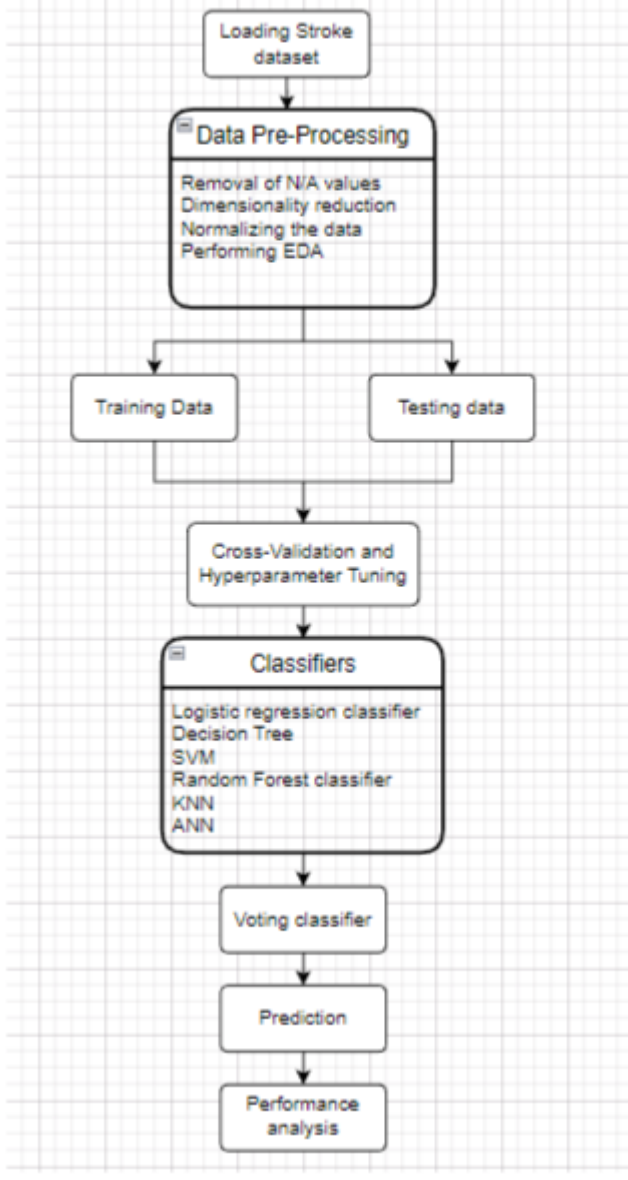 Loading Stroke
dataset
Data Pre-Processing
Removal of N/A values
Dimensionality reduction
Normalizing the data
Performing EDA
Training Data
Testing data
Cross-Validation and
Hyperparameter Tuning
Classifiers
Logistic regression classifier
Decision Tree
SVM
Random Forest classifier
KNN
ANN
Voting classifier
Prediction
Performance
analysis